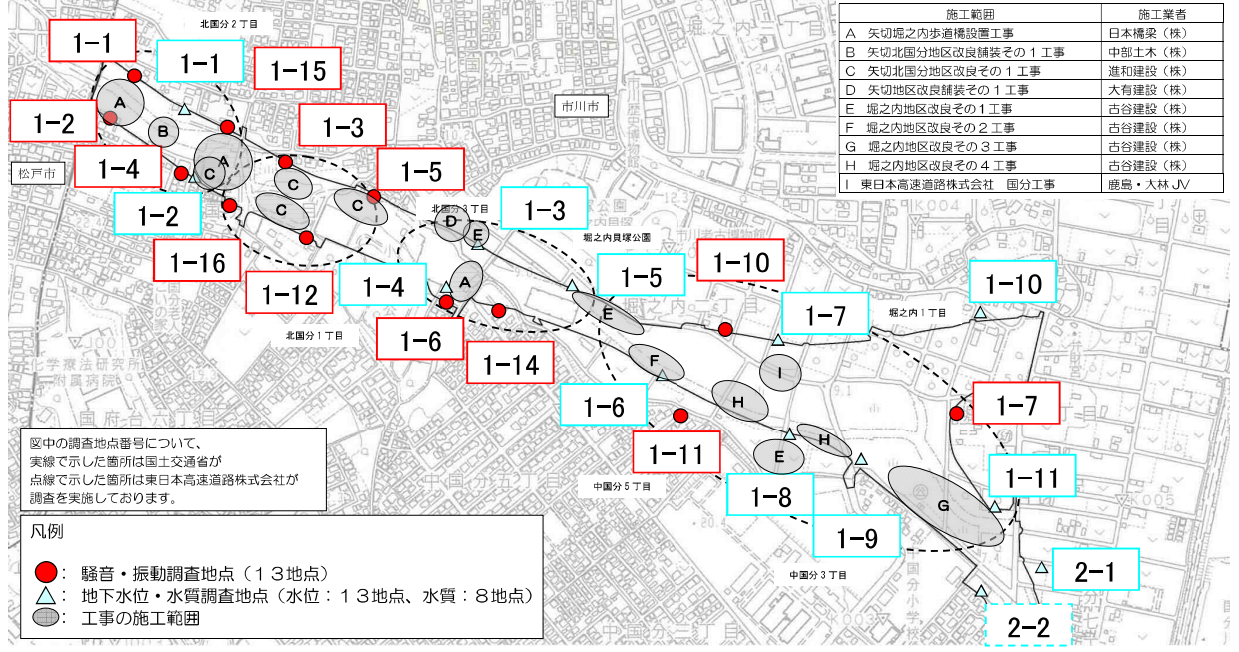 北国分２丁目
1-1
1-1
1-15
1-2
1-3
1-4
1-5
1-2
1-3
1-16
1-12
1-4
1-5
1-10
1-10
1-7
1-6
1-14
1-6
1-7
1-11
1-11
1-8
1-9
2-1
2-2
市川市
松戸市
北国分３丁目
堀之内貝塚公園
市川考古博物館
堀之内１丁目
北国分１丁目
中国分５丁目
中国分３丁目
化学療法研究所
附属病院
A
B
A
C
C
C
C
D
E
A
E
F
H
I
E
H
G
施工範囲 施工業者
A 矢切堀之内歩道橋設置工事 日本橋梁（株）
B 矢切北国分地区改良舗装その１工事 中部土木（株）
C 矢切北国分地区改良その１工事 進和建設（株）
D 矢切地区改良舗装その１工事 大有建設（株）
E 堀之内地区改良その１工事 古谷建設（株）
F 堀之内地区改良その２工事 古谷建設（株）
G 堀之内地区改良その３工事 古谷建設（株）
H 堀之内地区改良その４工事 古谷建設（株）
I 東日本高速道路株式会社　国分工事 鹿島・大林JV
図中の調査地点番号について、
実線で示した箇所は国土交通省が
点線で示した箇所は東日本高速道路株式会社が
調査を実施しております。
凡例
： 騒音・振動調査地点（１３地点）
： 地下水位・水質調査地点（水位：１３地点、水質：８地点）
： 工事の施工範囲